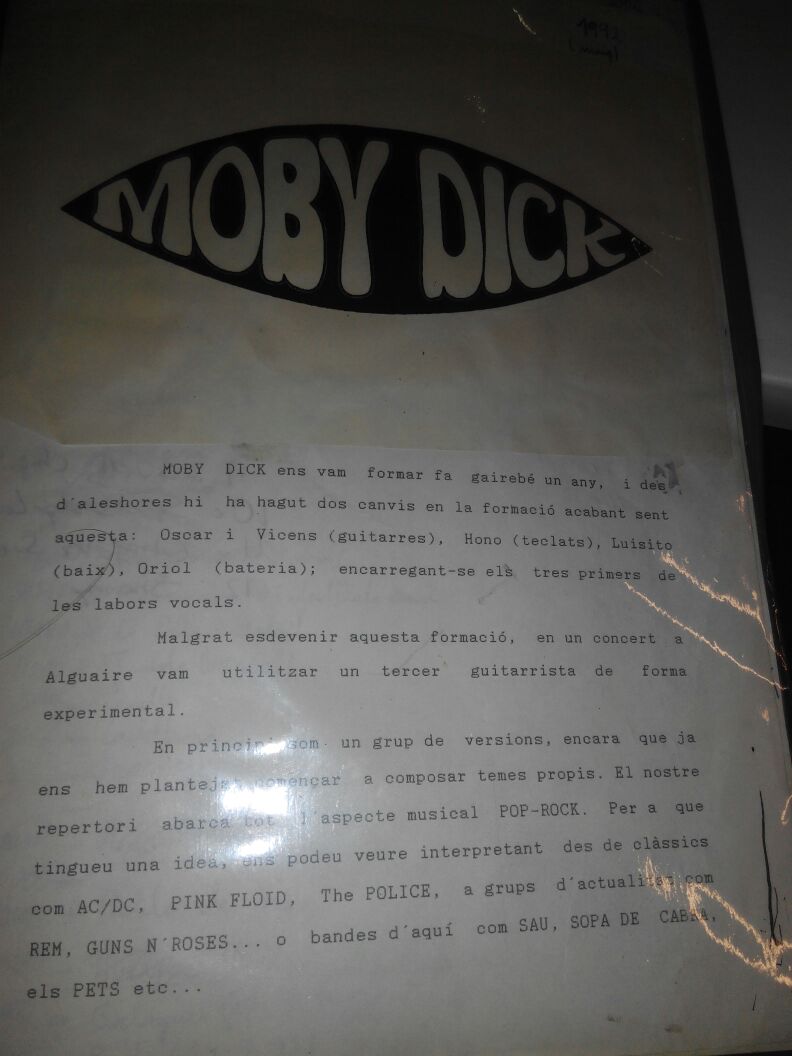 1992
(maig)
MOBY DICK
MOBY DICK ens vam formar fa gairebé un any, i des
d´aleshores hi ha hagut dos canvis en la formació acabant sent
aquesta: Oscar i Vicens (guitarres), Hono (teclats), Luisito
(baix), Oriol (bateria); encarregant-se els tres primers de
les labors vocals.
Malgrat esdevenir aquesta formació, en un concert a
Alguaire vam utilitzar un tercer guitarrista de forma
experimental.
En principi som un grup de versions, encara que ja
ens hem plantejat començar a composar temes propis. El nostre
repertori abarca tot l´aspecte musical POP-ROCK. Per a que
tingueu una idea, ens podeu veure interpretant des de clàssics
com AC/DC, PINK FLOID, The POLICE, a grups d´actualitat com
REM, GUNS N´ROSES... o bandes d´aquí com SAU, SOPA DE CABRA,
els PETS etc...